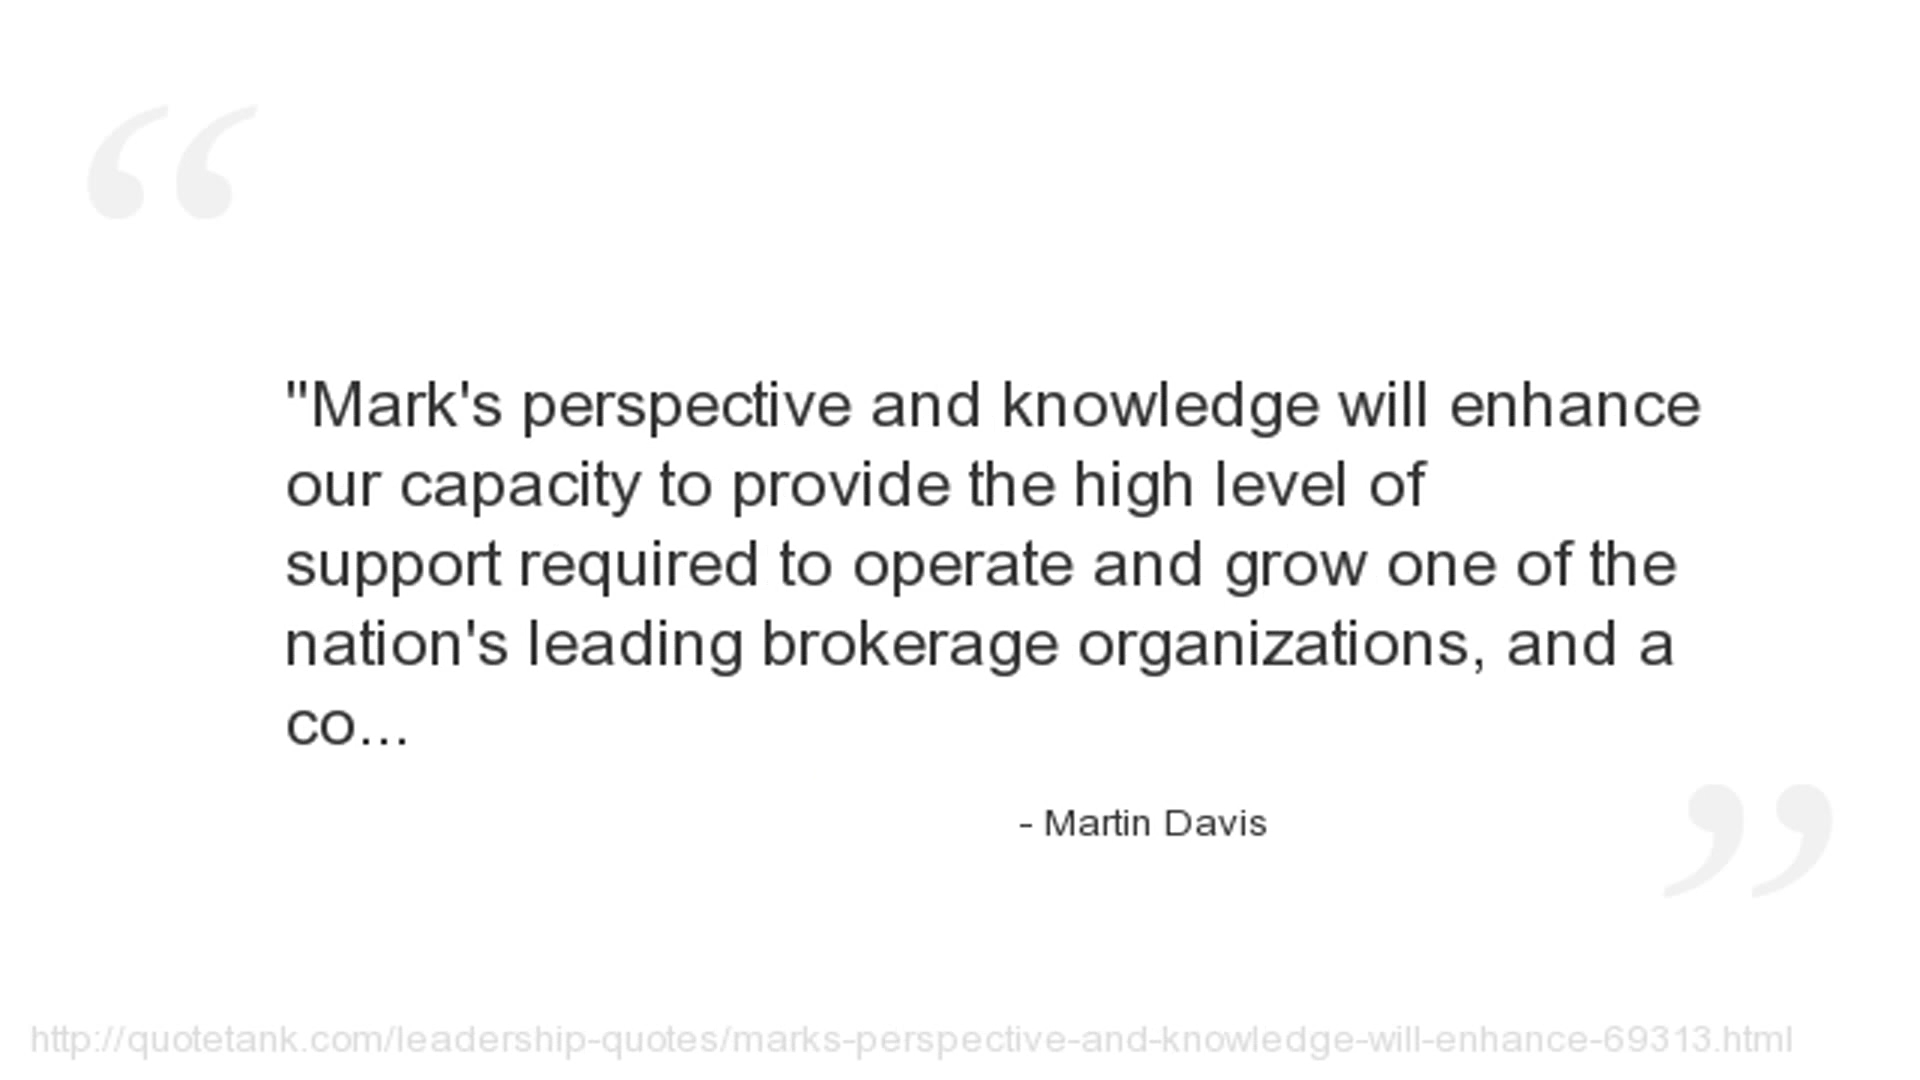 "Mark's perspective and knowledge will enhance
our capacity to provide the high level of
support required to operate and grow one of the
nation's leading brokerage organizations, and a
co...
- Martin Davis
http://quotetank.com/leadership-quotes/marks-perspective-and-knowledge-will-enhance-69313.html